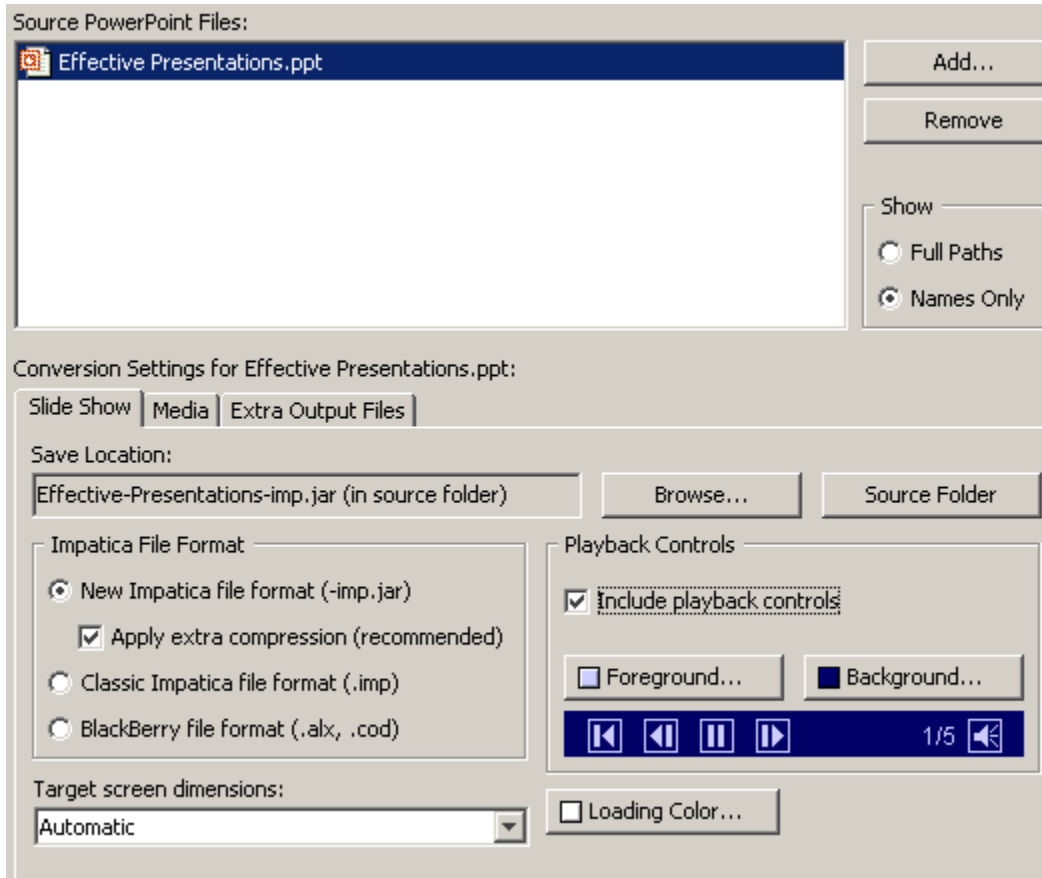 Source PowerPoint Files:
Effective Presentations.ppt
Add...
Remove
Show
Full Paths
Names Only
Conversion Settings for Effective Presentations.ppt:
Slide Show Media Extra Output Files
Save Location:
Effective-Presentations-imp.jar (in source folder)
Browse...
Source Folder
Impatica File Format
New Impatica file format (-imp.jar)
Apply extra compression (recommended)
Classic Impatica file format (.imp)
BlackBerry file format (.alx, .cod)
Playback Controls
Include playback controls
Foreground...
Background...
1/5
Target screen dimensions:
Automatic
Loading Color...